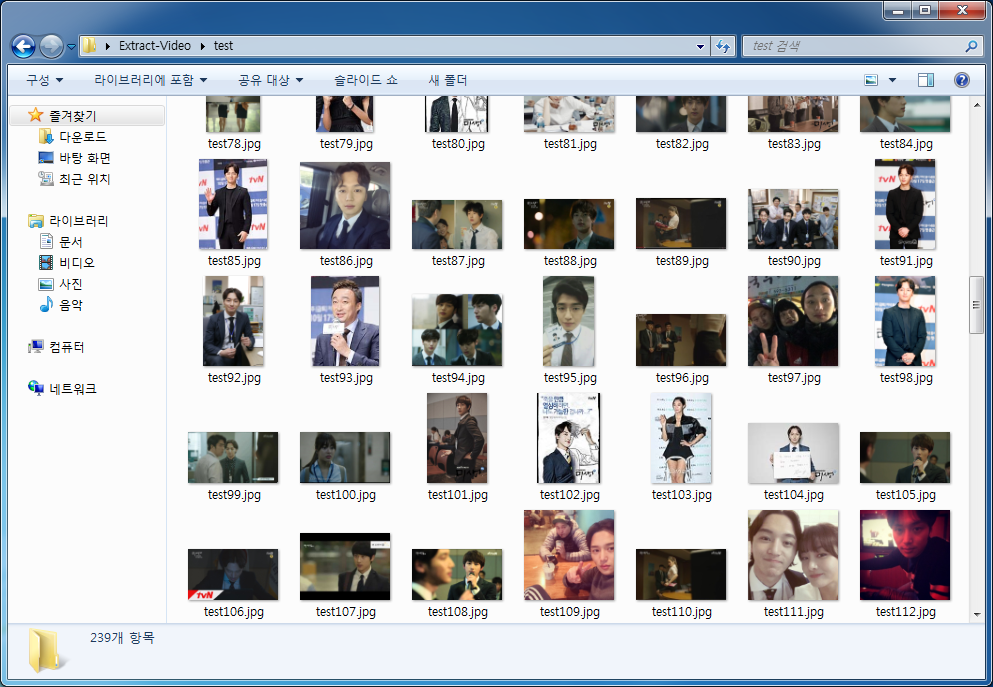 Extract-Video ▸ test
test 검색
구성 라이브러리에 포함 공유 대상 슬라이드 쇼 새 폴더
즐겨찾기
다운로드
바탕 화면
최근 위치
라이브러리
문서
비디오
사진
음악
컴퓨터
네트워크
test78.jpg test79.jpg test80.jpg test81.jpg test82.jpg test83.jpg test84.jpg
tvN
test85.jpg test86.jpg test87.jpg test88.jpg test89.jpg test90.jpg test91.jpg
test92.jpg test93.jpg test94.jpg test95.jpg test96.jpg test97.jpg test98.jpg
미생
test99.jpg test100.jpg test101.jpg test102.jpg test103.jpg test104.jpg test105.jpg
tvN
test106.jpg test107.jpg test108.jpg test109.jpg test110.jpg test111.jpg test112.jpg
239개 항목